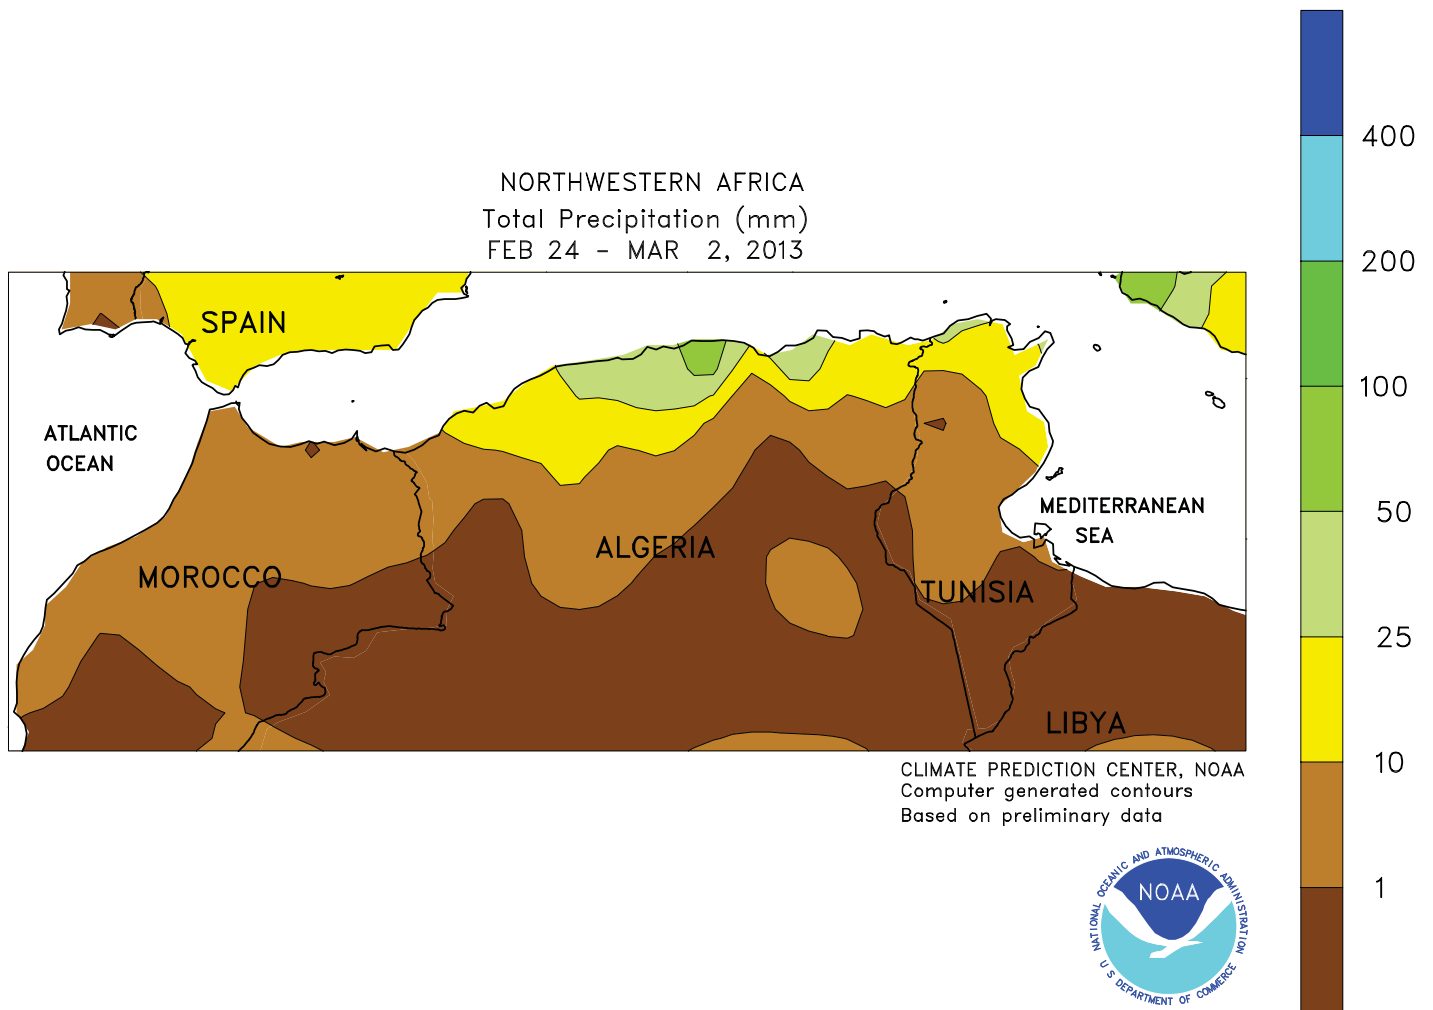 NORTHWESTERN AFRICA
Total Precipitation (mm)
FEB 24 - MAR 2, 2013
SPAIN
ATLANTIC
OCEAN
MOROCCO
ALGERIA
TUNISIA
LIBYA
MEDITERRANEAN
SEA
400
200
100
50
25
10
1
CLIMATE PREDICTION CENTER, NOAA
Computer generated contours
Based on preliminary data
NATIONAL OCEANIC AND ATMOSPHERIC ADMINISTRATION
NOAA
U S DEPARTMENT OF COMMERCE